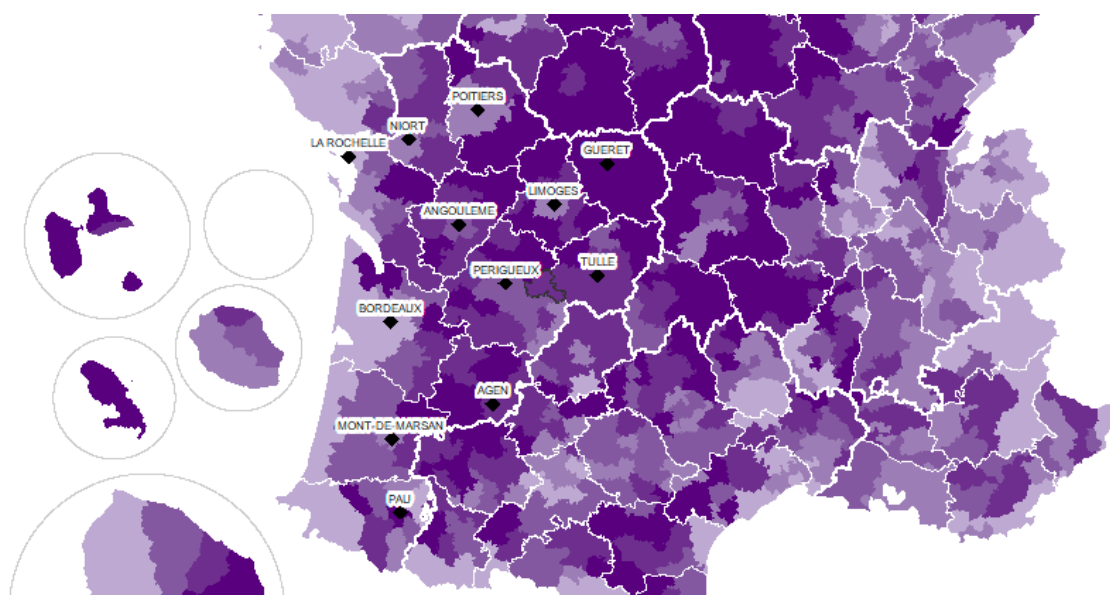 POITIERS
NIORT
LA ROCHELLE
GUERET
LIMOGES
ANGOULEME
TULLE
PERIGUEUX
BORDEAUX
AGEN
MONT-DE-MARSAN
PAU